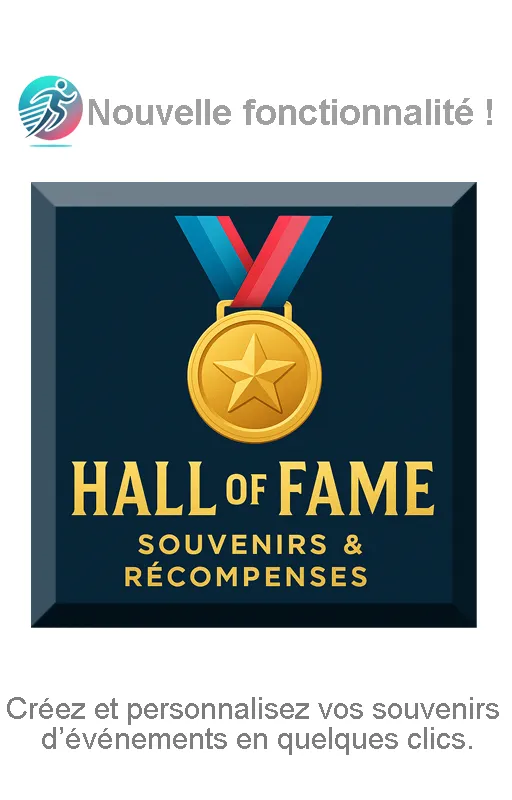 Nouvelle fonctionnalité !
HALL OF FAME
SOUVENIRS &
RÉCOMPENSES
Créez et personnalisez vos souvenirs
d’événements en quelques clics.